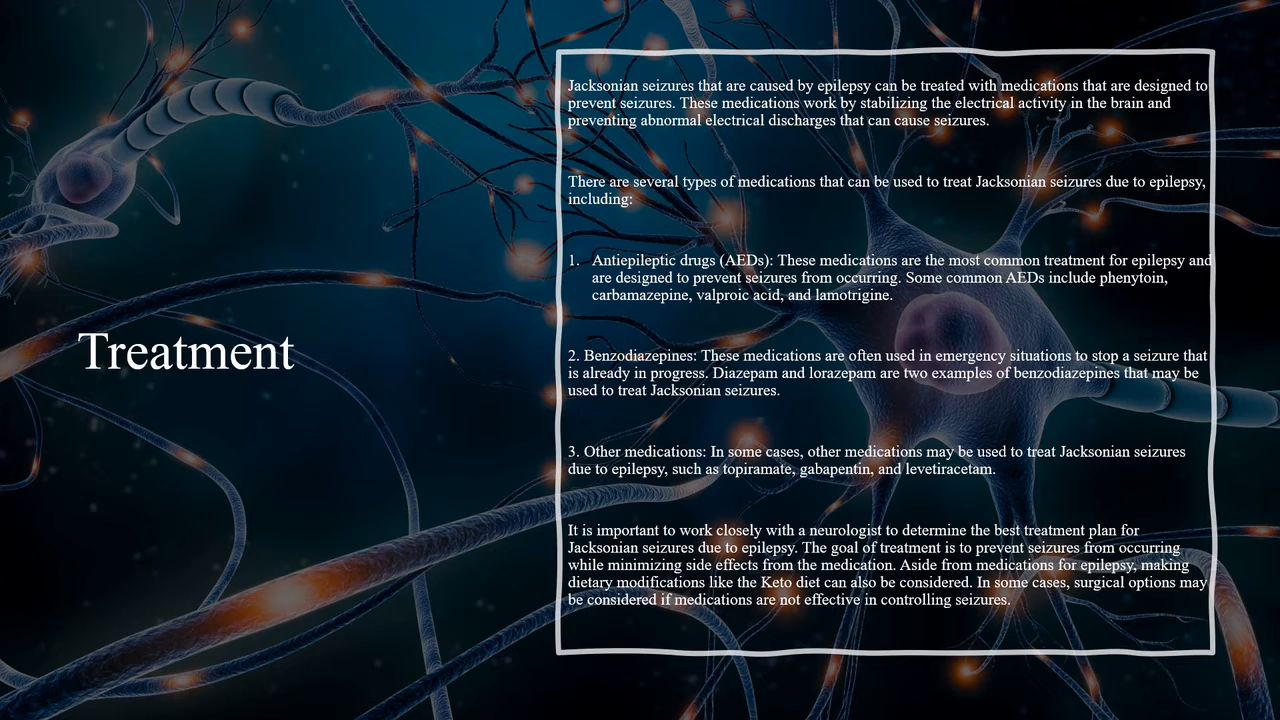 Treatment
Jacksonian seizures that are caused by epilepsy can be treated with medications that are designed to
prevent seizures. These medications work by stabilizing the electrical activity in the brain and
preventing abnormal electrical discharges that can cause seizures.
There are several types of medications that can be used to treat Jacksonian seizures due to epilepsy,
including:
1. Antiepileptic drugs (AEDs): These medications are the most common treatment for epilepsy and
are designed to prevent seizures from occurring. Some common AEDs include phenytoin,
carbamazepine, valproic acid, and lamotrigine.
2. Benzodiazepines: These medications are often used in emergency situations to stop a seizure that
is already in progress. Diazepam and lorazepam are two examples of benzodiazepines that may be
used to treat Jacksonian seizures.
3. Other medications: In some cases, other medications may be used to treat Jacksonian seizures
due to epilepsy, such as topiramate, gabapentin, and levetiracetam.
It is important to work closely with a neurologist to determine the best treatment plan for
Jacksonian seizures due to epilepsy. The goal of treatment is to prevent seizures from occurring
while minimizing side effects from the medication. Aside from medications for epilepsy, making
dietary modifications like the Keto diet can also be considered. In some cases, surgical options may
be considered if medications are not effective in controlling seizures.